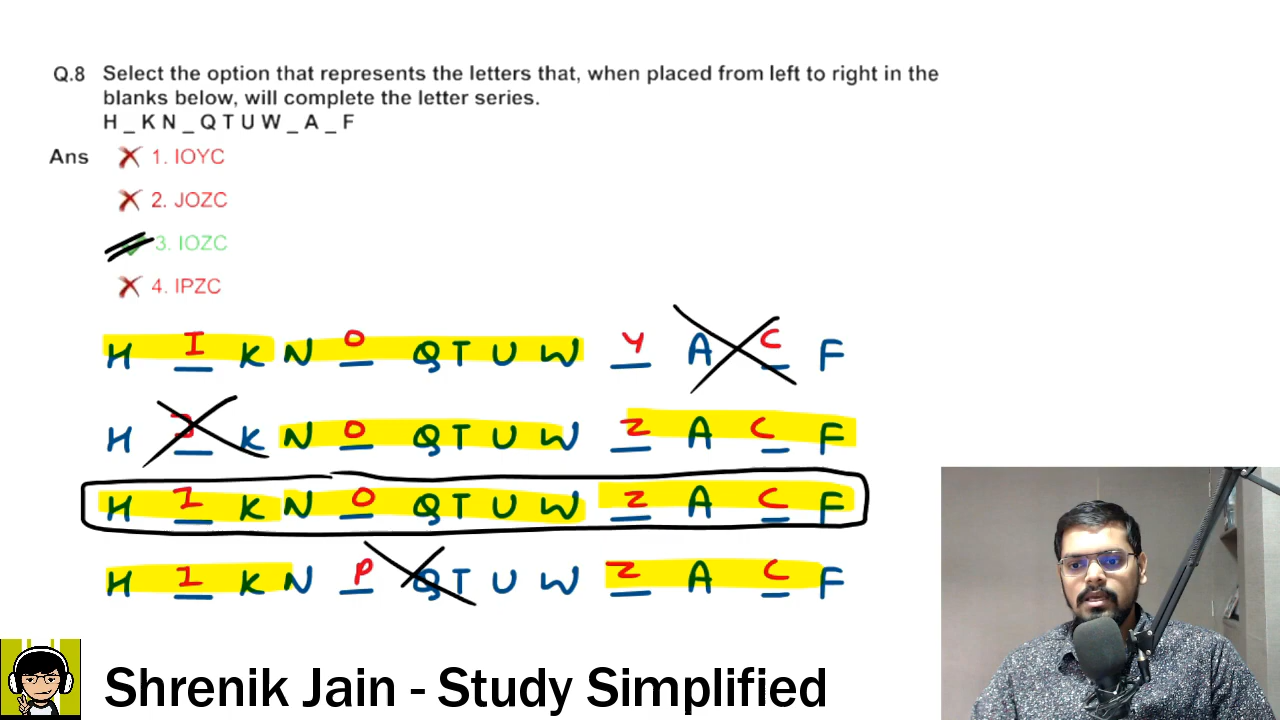 Q.8 Select the option that represents the letters that, when placed from left to right in the
blanks below, will complete the letter series.
H _ K N _ Q T U W _ A _ F
Ans 1. IOYC
2. JOZC
3. IOZC
4. IPZC
H I K N O Q T U W Y A C F
H J K N O Q T U W Z A C F
H I K N O Q T U W Z A C F
H I K N P Q T U W Z A C F
Shrenik Jain - Study Simplified